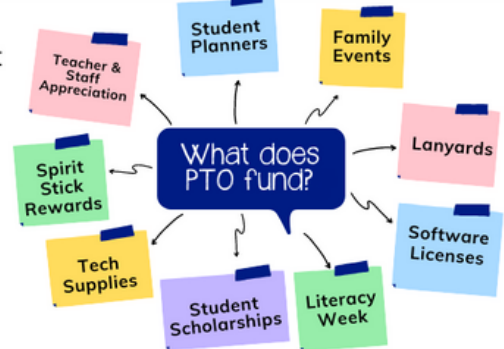 Student
Planners
Family
Events
Teacher &
Staff
Appreciation
What does
PTO fund?
Lanyards
Spirit
Stick
Rewards
Software
Licenses
Tech
Supplies
Student
Scholarships
Literacy
Week